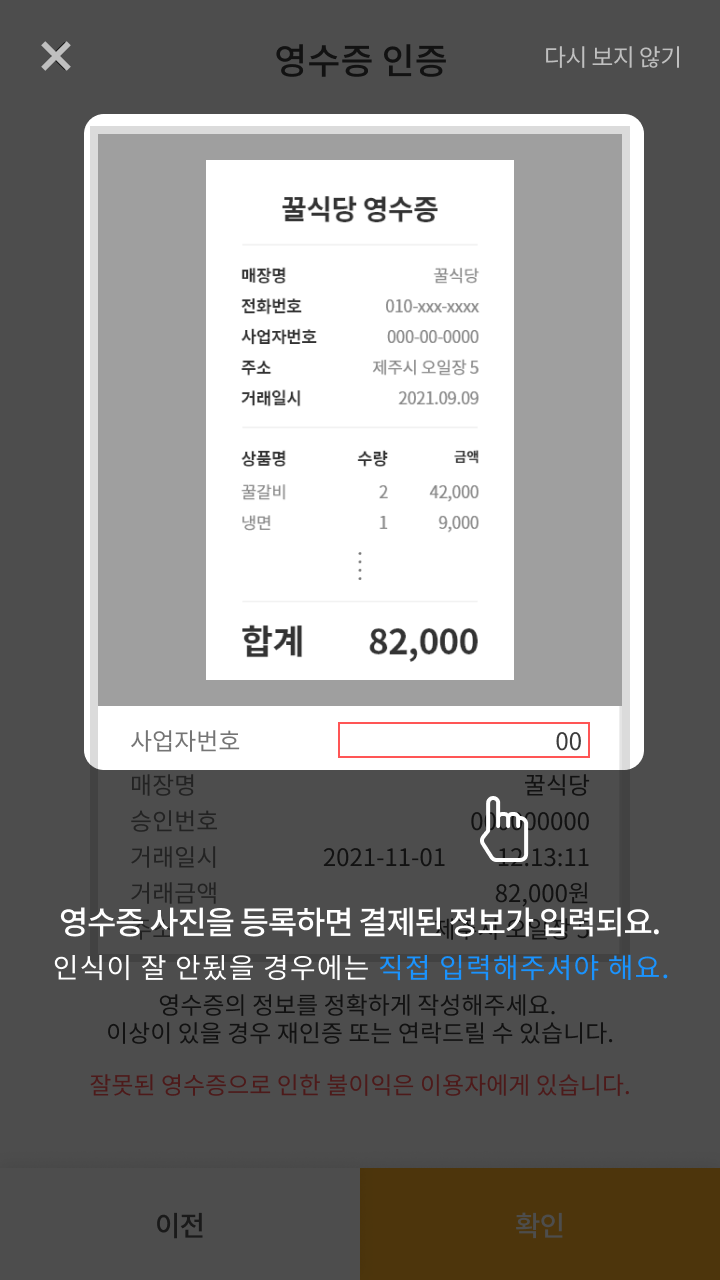 영수증 인증
다시 보지 않기
꿀식당 영수증
매장명 꿀식당
전화번호 010-xxx-xxxx
사업자번호 000-00-0000
주소 제주시 오일장 5
거래일시 2021.09.09
상품명 수량 금액
꿀갈비 2 42,000
냉면 1 9,000
합계 82,000
사업자번호 00
매장명 꿀식당
승인번호 000000000
거래일시 2021-11-01 12:13:11
거래금액 82,000원
주소 제주시 오일장 5
영수증 사진을 등록하면 결제된 정보가 입력되요.
인식이 잘 안됬을 경우에는 직접 입력해주셔야 해요.
영수증의 정보를 정확하게 작성해주세요.
이상이 있을 경우 재인증 또는 연락드릴 수 있습니다.
잘못된 영수증으로 인한 불이익은 이용자에게 있습니다.
이전
확인